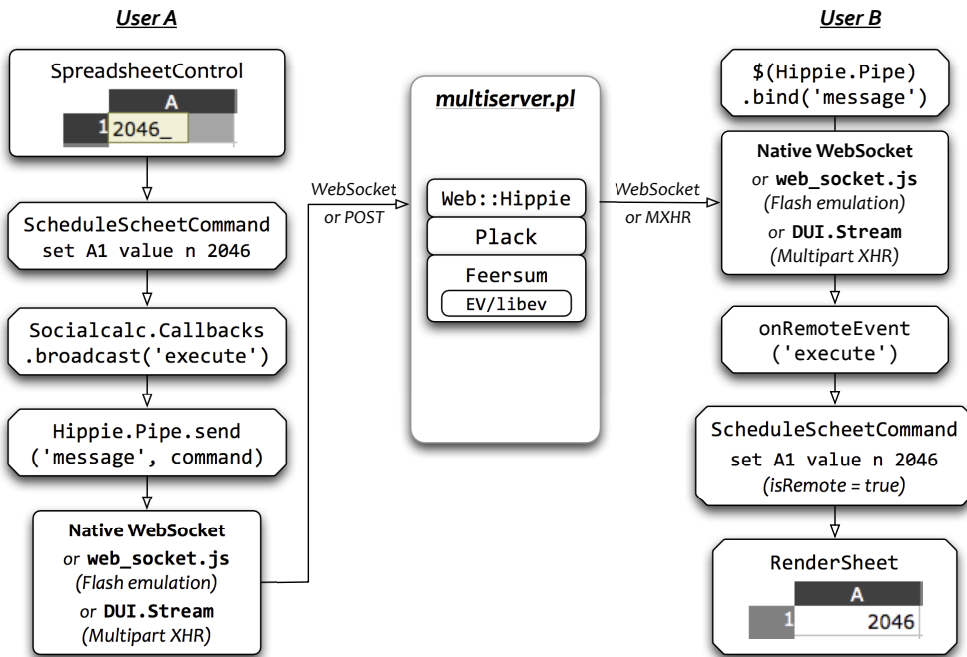 User A
SpreadsheetControl
A
1 2046_
ScheduleScheetCommand
set A1 value n 2046
Socialcalc.Callbacks
.broadcast('execute')
Hippie.Pipe.send
('message', command)
Native WebSocket
or web_socket.js
(Flash emulation)
or DUI.Stream
(Multipart XHR)
WebSocket
or POST
multiserver.pl
Web::Hippie
Plack
Feersum
EV/libev
WebSocket
or MXHR
User B
$(Hippie.Pipe)
.bind('message')
Native WebSocket
or web_socket.js
(Flash emulation)
or DUI.Stream
(Multipart XHR)
onRemoteEvent
('execute')
ScheduleScheetCommand
set A1 value n 2046
(isRemote = true)
RenderSheet
A
1 2046